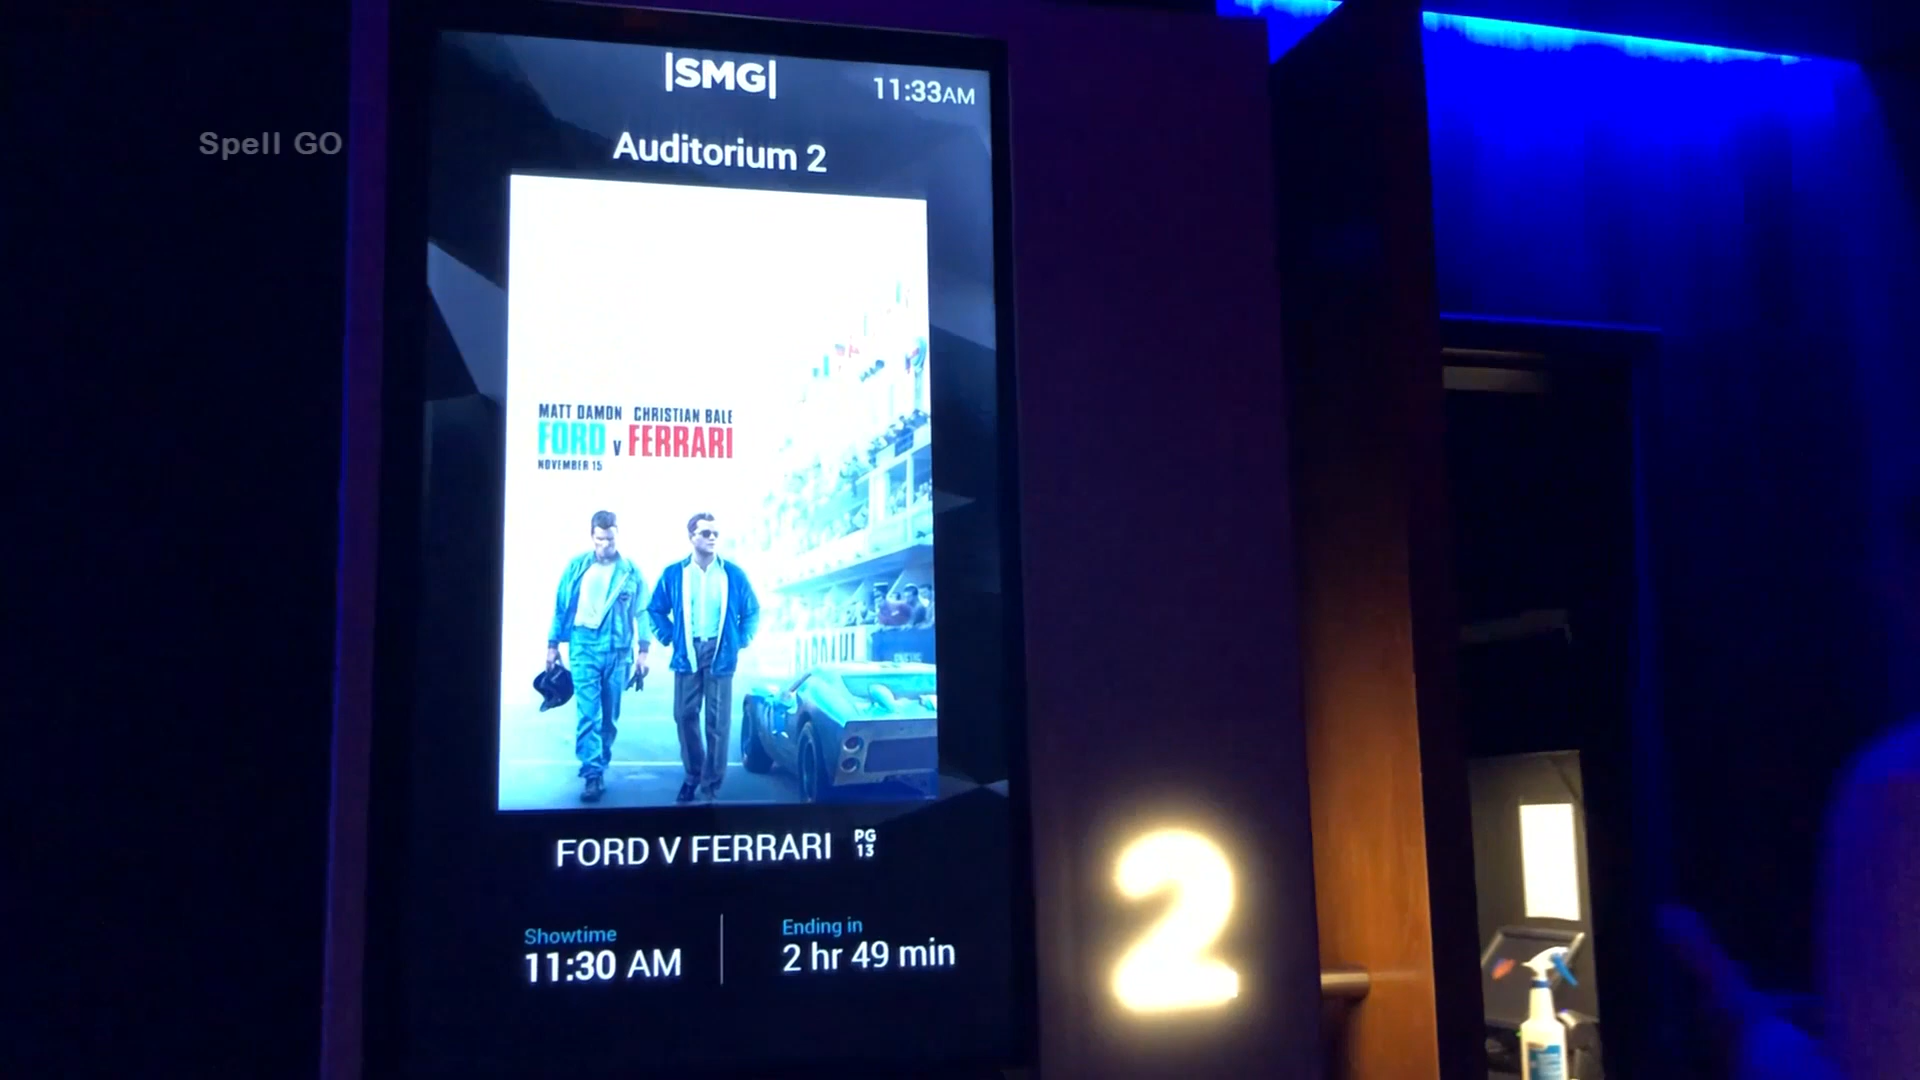 Spell GO
|SMG|
11:33AM
Auditorium 2
MATT DAMON CHRISTIAN BALE
FORD v FERRARI
NOVEMBER 15
FORD V FERRARI PG 13
Showtime
11:30 AM
Ending in
2 hr 49 min
2